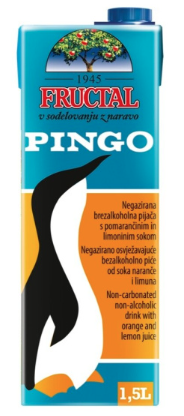 1945
FRUCTAL
v sodelovanju z naravo
PINGO
Negazirana
brezalkoholna pijača
s pomarančnim in
limoninim sokom
Negazirano osvježavajuće
bezalkoholno piće
od soka naranče
i limuna
Non-carbonated
non-alcoholic
drink with
orange and
lemon juice
1,5L